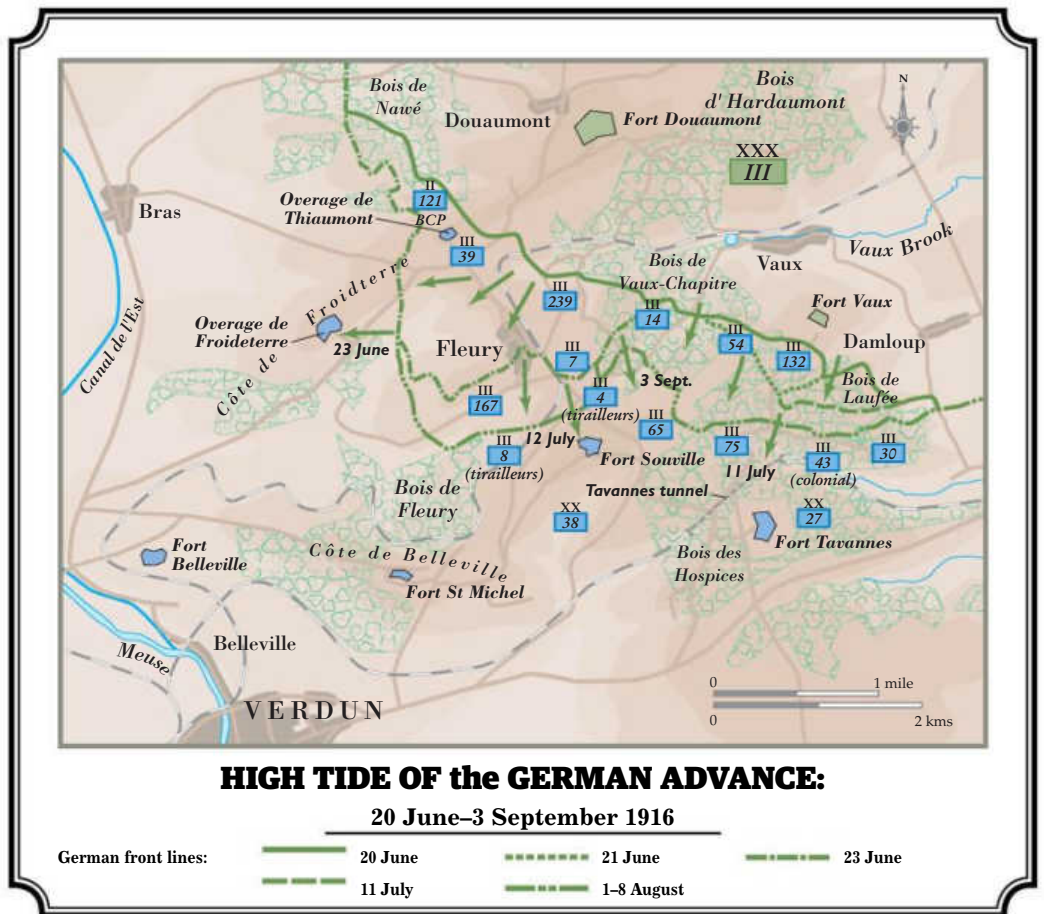 Bois de
Nawé
Douaumont
Fort Douaumont
Bois
d'Hardaumont
N
XXX
III
Bras
Overage de
Thiaumont
II
121
BCP
III
39
Canal de l'Est
Côte de Froidterre
Overage de
Froideterre
23 June
Fleury
III
239
Bois de
Vaux-Chapitre
III
14
Vaux
Vaux Brook
Fort Vaux
Damloup
III
54
III
132
Bois de
Laufée
III
7
III
4
(tirailleurs)
3 Sept.
III
167
III
65
III
8
(tirailleurs)
12 July
Fort Souville
III
75
11 July
III
43
(colonial)
III
30
Tavannes tunnel
Bois de
Fleury
XX
38
XX
27
Fort Tavannes
Bois des
Hospices
Fort
Belleville
Côte de Belleville
Fort St Michel
Meuse
Belleville
VERDUN
0 1 mile
0 2 kms
HIGH TIDE OF the GERMAN ADVANCE:
20 June–3 September 1916
German front lines: 20 June 21 June 23 June
11 July 1–8 August